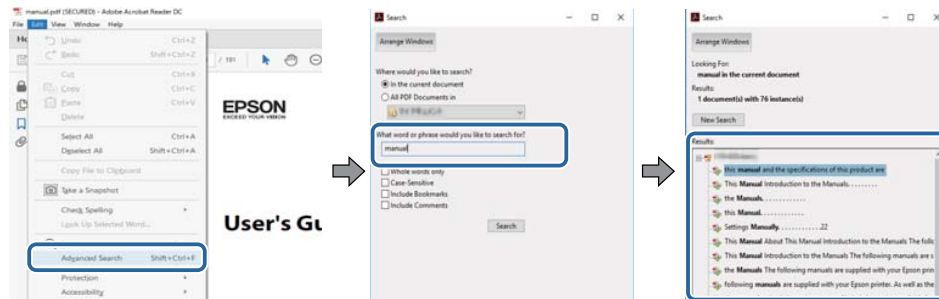 manual.pdf (SECURED) - Adobe Acrobat Reader DC
File Edit View Window Help
Undo Ctrl+Z
Redo Shift+Ctrl+Z
Cut Ctrl+X
Copy Ctrl+C
Paste Ctrl+V
Delete
Select All Ctrl+A
Deselect All Shift+Ctrl+A
Copy File to Clipboard
Take a Snapshot
Check Spelling
Look Up Selected Word...
Advanced Search Shift+Ctrl+F
Protection
Accessibility
/ 191
EPSON
EXCEED YOUR VISION
User's Gu
Search
Arrange Windows
Where would you like to search?
In the current document
All PDF Documents in
What word or phrase would you like to search for?
manual
Whole words only
Case-Sensitive
Include Bookmarks
Include Comments
Search
Search
Arrange Windows
Looking For:
manual in the current document
Results:
1 document(s) with 76 instance(s)
New Search
Results:
this manual and the specifications of this product are
This Manual Introduction to the Manuals.........
the Manuals.............
this Manual.............
Settings Manually.............22
This Manual About This Manual Introduction to the Manuals The follo
This Manual Introduction to the Manuals The following manuals are s
the Manuals The following manuals are supplied with your Epson prin
following manuals are supplied with your Epson printer. As well as the